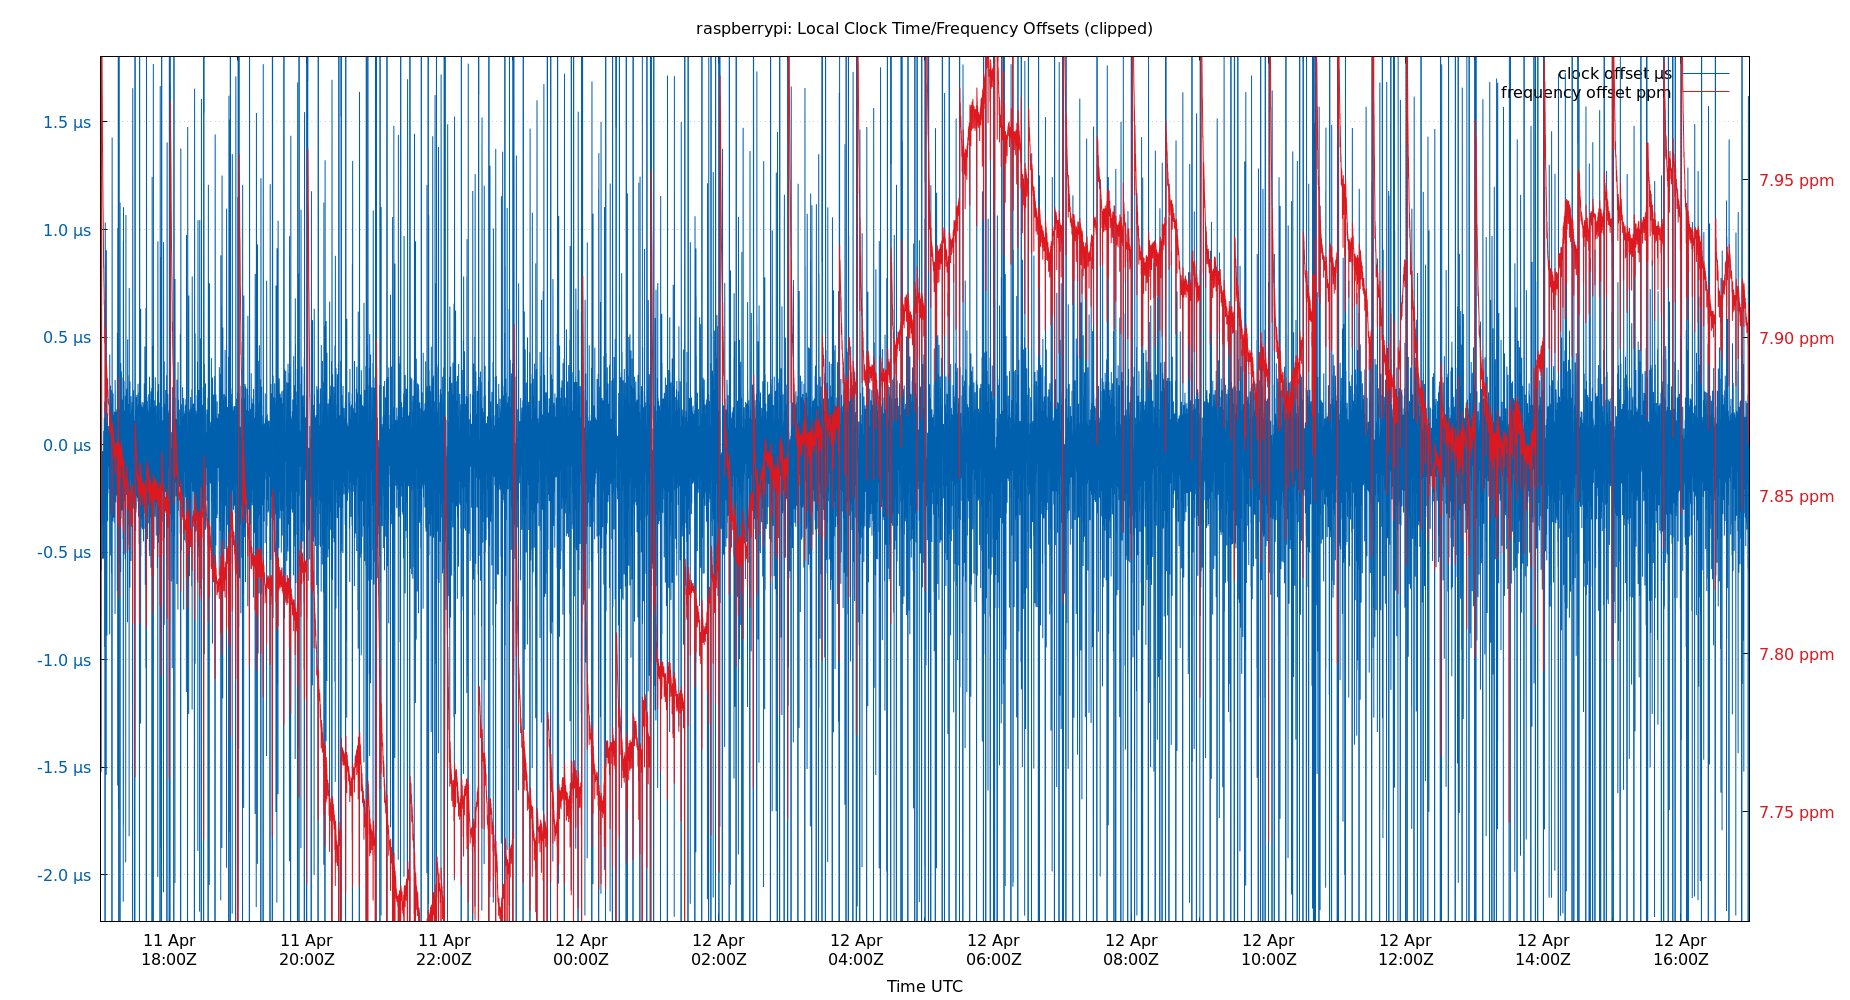 raspberrypi: Local Clock Time/Frequency Offsets (clipped)
clock offset µs
frequency offset ppm
1.5 µs
1.0 µs
0.5 µs
0.0 µs
-0.5 µs
-1.0 µs
-1.5 µs
-2.0 µs
7.95 ppm
7.90 ppm
7.85 ppm
7.80 ppm
7.75 ppm
11 Apr 11 Apr 11 Apr 12 Apr 12 Apr 12 Apr 12 Apr 12 Apr 12 Apr 12 Apr 12 Apr 12 Apr
18:00Z 20:00Z 22:00Z 00:00Z 02:00Z 04:00Z 06:00Z 08:00Z 10:00Z 12:00Z 14:00Z 16:00Z
Time UTC